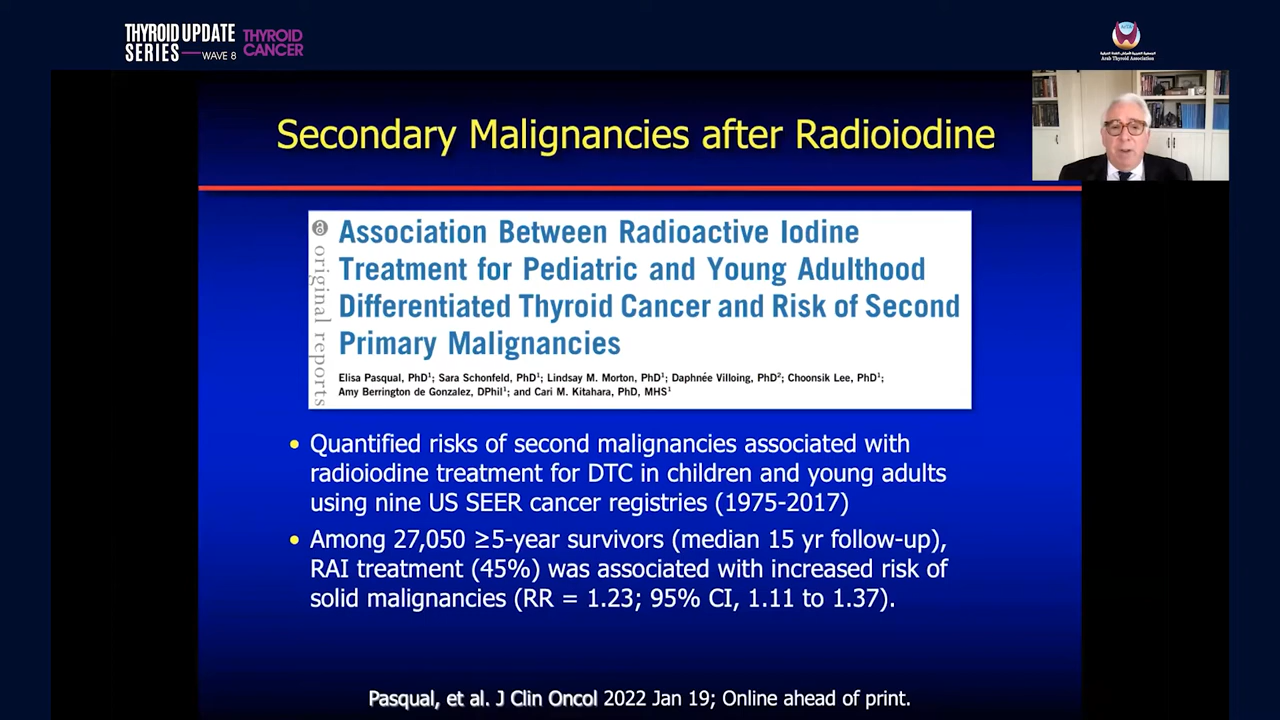 THYROID UPDATE
SERIES — WAVE 8
THYROID
CANCER
Arab Thyroid Association
Secondary Malignancies after Radioiodine
original reports
Association Between Radioactive Iodine
Treatment for Pediatric and Young Adulthood
Differentiated Thyroid Cancer and Risk of Second
Primary Malignancies
Elisa Pasqual, PhD¹; Sara Schonfeld, PhD¹; Lindsay M. Morton, PhD¹; Daphnée Villoing, PhD²; Choonsik Lee, PhD¹;
Amy Berrington de Gonzalez, DPhil¹; and Cari M. Kitahara, PhD, MHS¹
• Quantified risks of second malignancies associated with
radioiodine treatment for DTC in children and young adults
using nine US SEER cancer registries (1975-2017)
• Among 27,050 ≥5-year survivors (median 15 yr follow-up),
RAI treatment (45%) was associated with increased risk of
solid malignancies (RR = 1.23; 95% CI, 1.11 to 1.37).
Pasqual, et al. J Clin Oncol 2022 Jan 19; Online ahead of print.